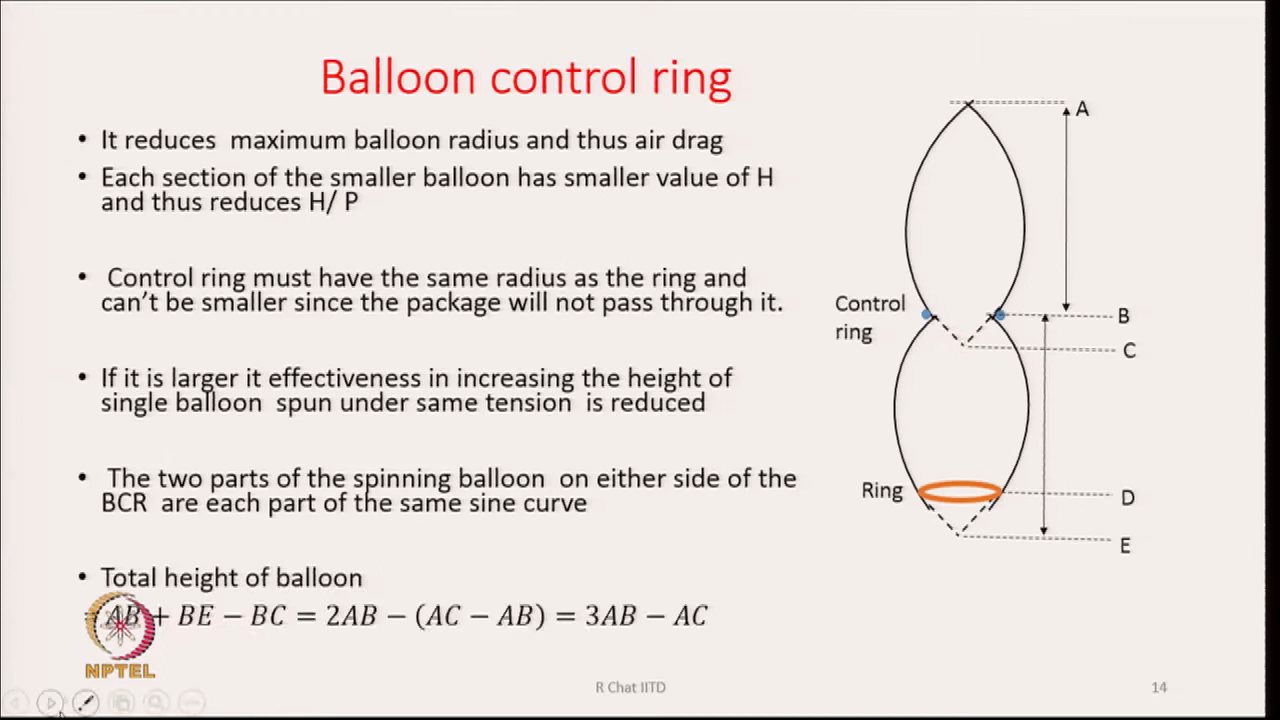 Balloon control ring
• It reduces maximum balloon radius and thus air drag
• Each section of the smaller balloon has smaller value of H
and thus reduces H/ P
• Control ring must have the same radius as the ring and
can't be smaller since the package will not pass through it.
• If it is larger it effectiveness in increasing the height of
single balloon spun under same tension is reduced
• The two parts of the spinning balloon on either side of the
BCR are each part of the same sine curve
• Total height of balloon
AB + BE − BC = 2AB − (AC − AB) = 3AB − AC
A
Control
ring
B
C
Ring
D
E
NPTEL
R Chat IITD
14